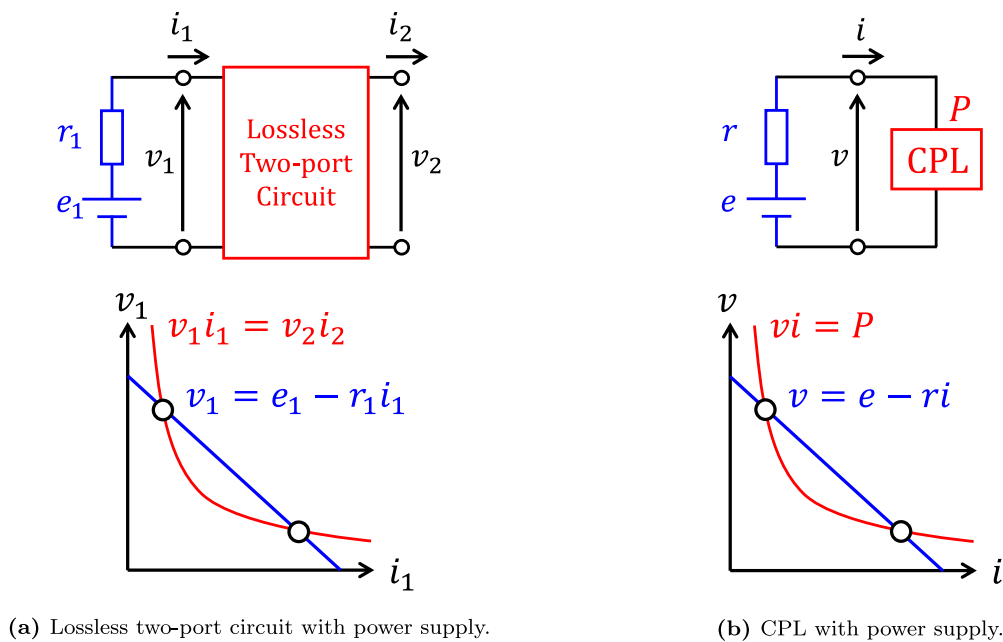 i₁
i₂
r₁
e₁
v₁
Lossless
Two-port
Circuit
v₂
i
P
r
e
v
CPL
v₁
v₁i₁ = v₂i₂
v₁ = e₁ − r₁i₁
i₁
v
vi = P
v = e − ri
i
(a) Lossless two-port circuit with power supply.
(b) CPL with power supply.